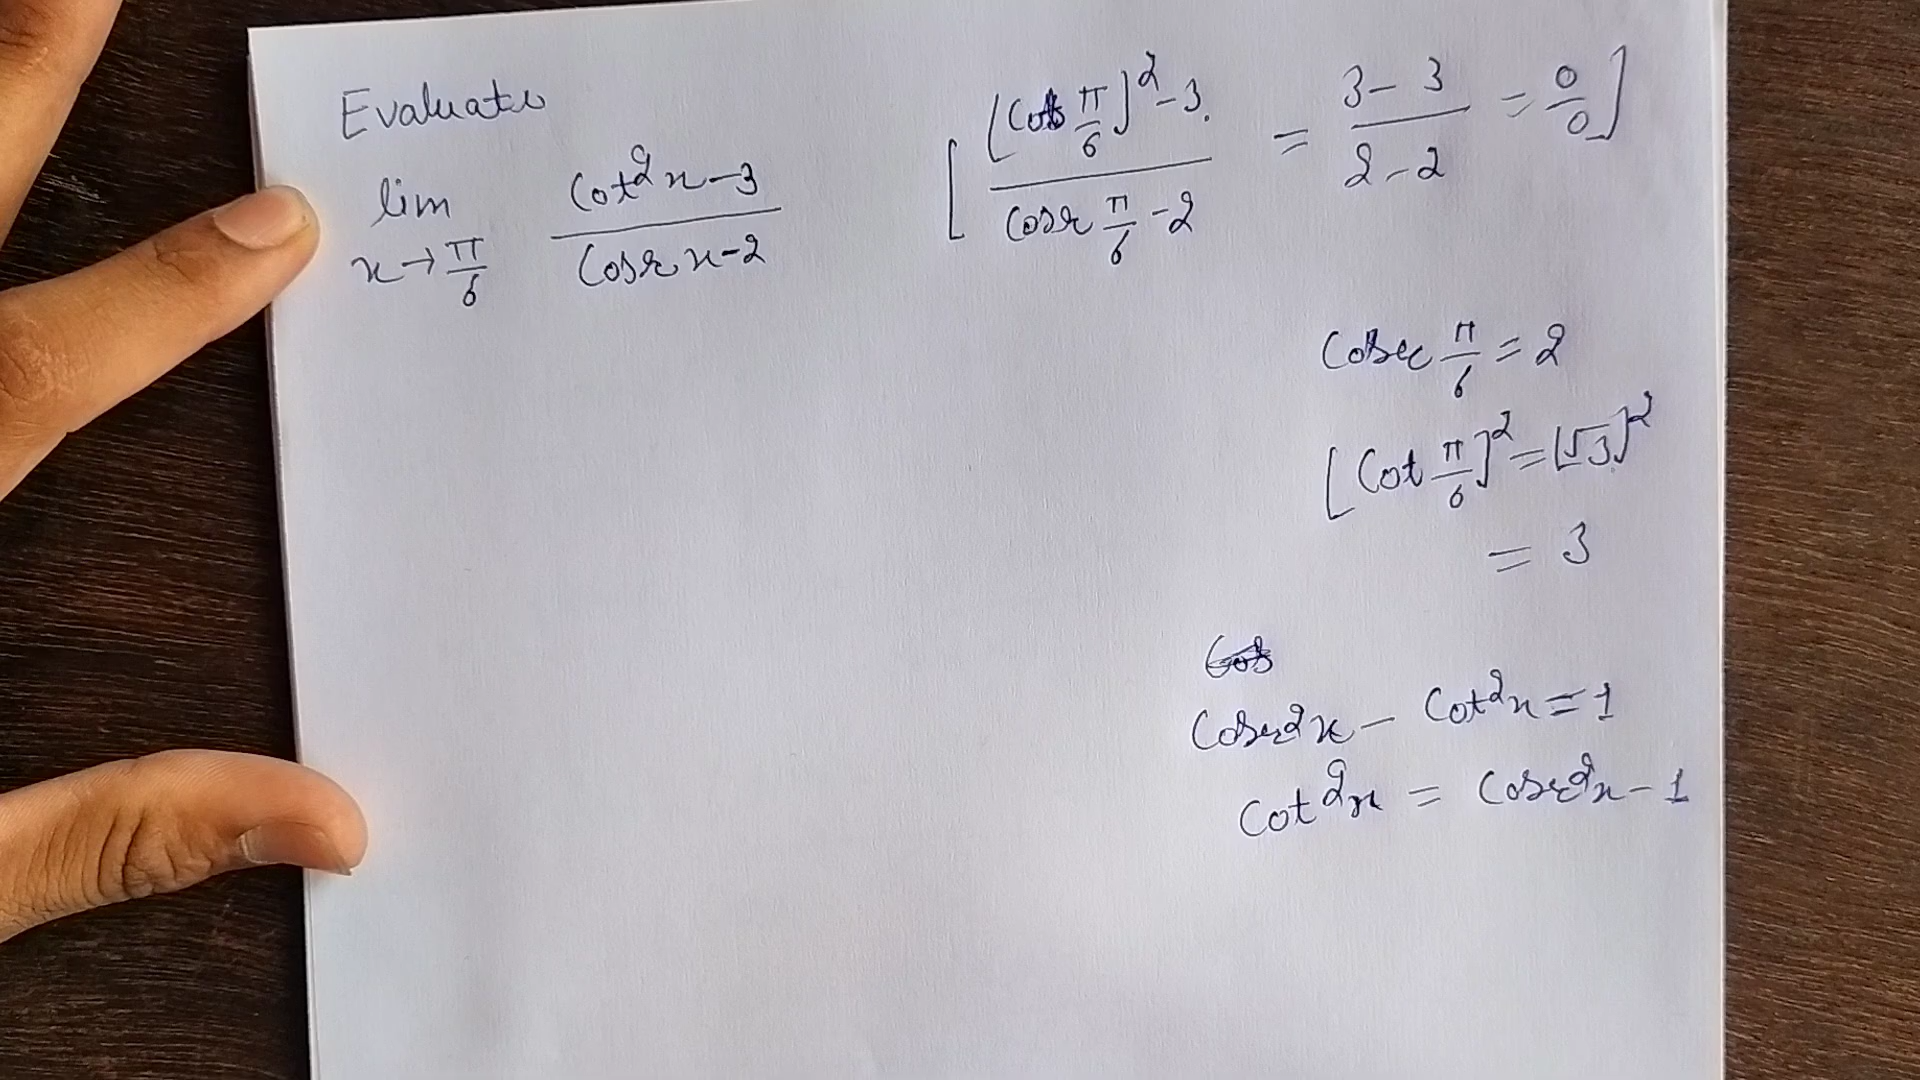 Evaluate
lim x→π/6 (Cot²x-3)/(Cosec x-2)
[ [Cot π/6]²-3. / (Cosec π/6 -2) = (3-3)/(2-2) = 0/0 ]
Cosec π/6 = 2
[Cot π/6]² = (√3)²
= 3
Cosec²x - Cot²x = 1
Cot²x = Cosec²x - 1